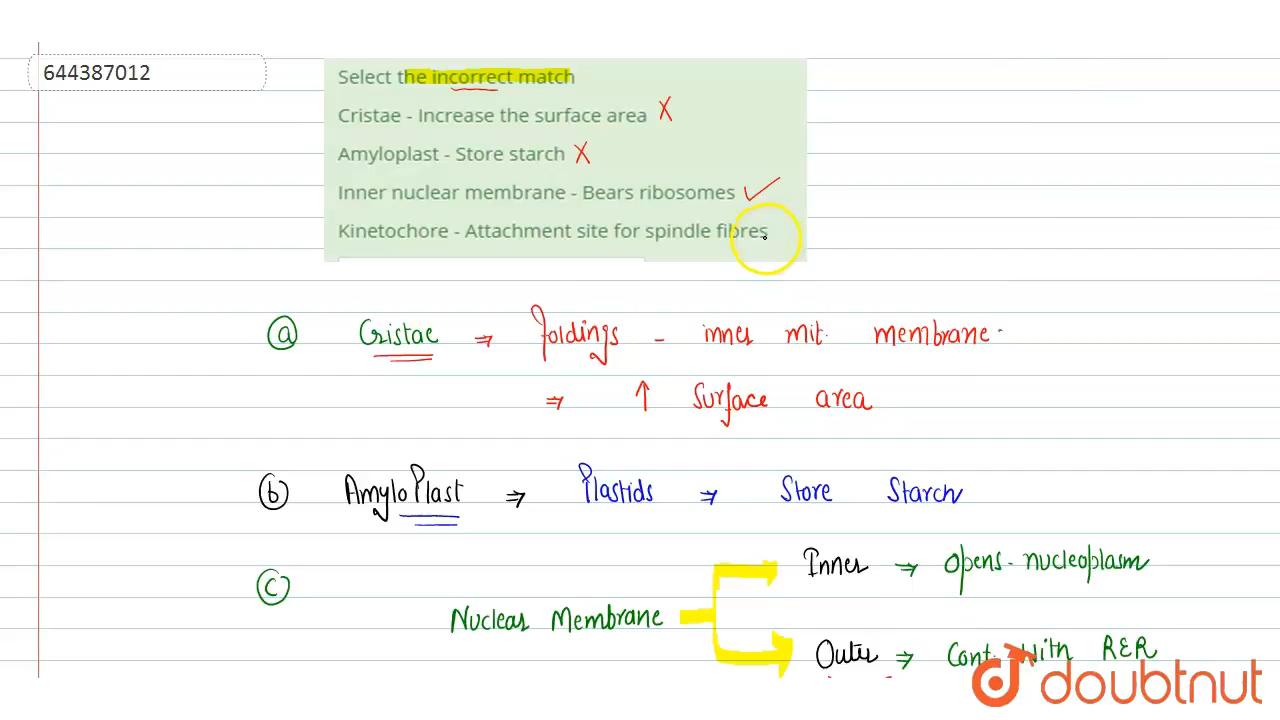 644387012
Select the incorrect match
Cristae - Increase the surface area X
Amyloplast - Store starch X
Inner nuclear membrane - Bears ribosomes ✓
Kinetochore - Attachment site for spindle fibres
(a) Cristae ⇒ Foldings - inner mit. membrane
⇒ ↑ Surface area
(b) AmyloPlast ⇒ Plastids ⇒ Store Starch
Inner ⇒ Opens. nucleoplasm
(c)
Nuclear Membrane
Outer ⇒ Cont. With RER
doubtnut